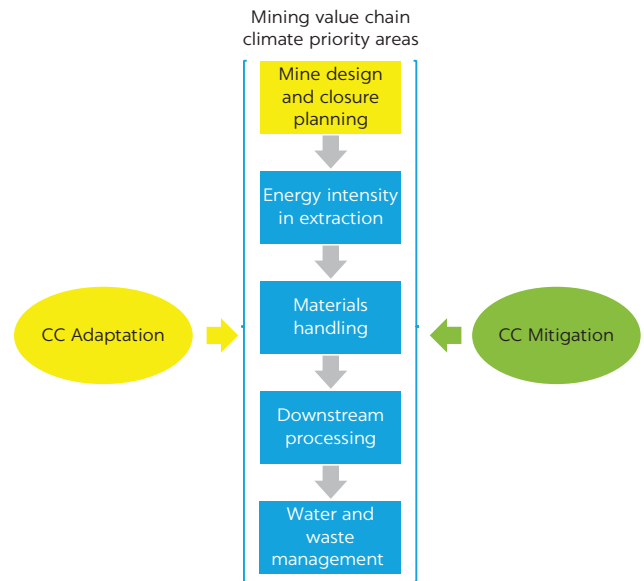 Mining value chain
climate priority areas
Mine design
and closure
planning
Energy intensity
in extraction
Materials
handling
CC Adaptation
CC Mitigation
Downstream
processing
Water and
waste
management